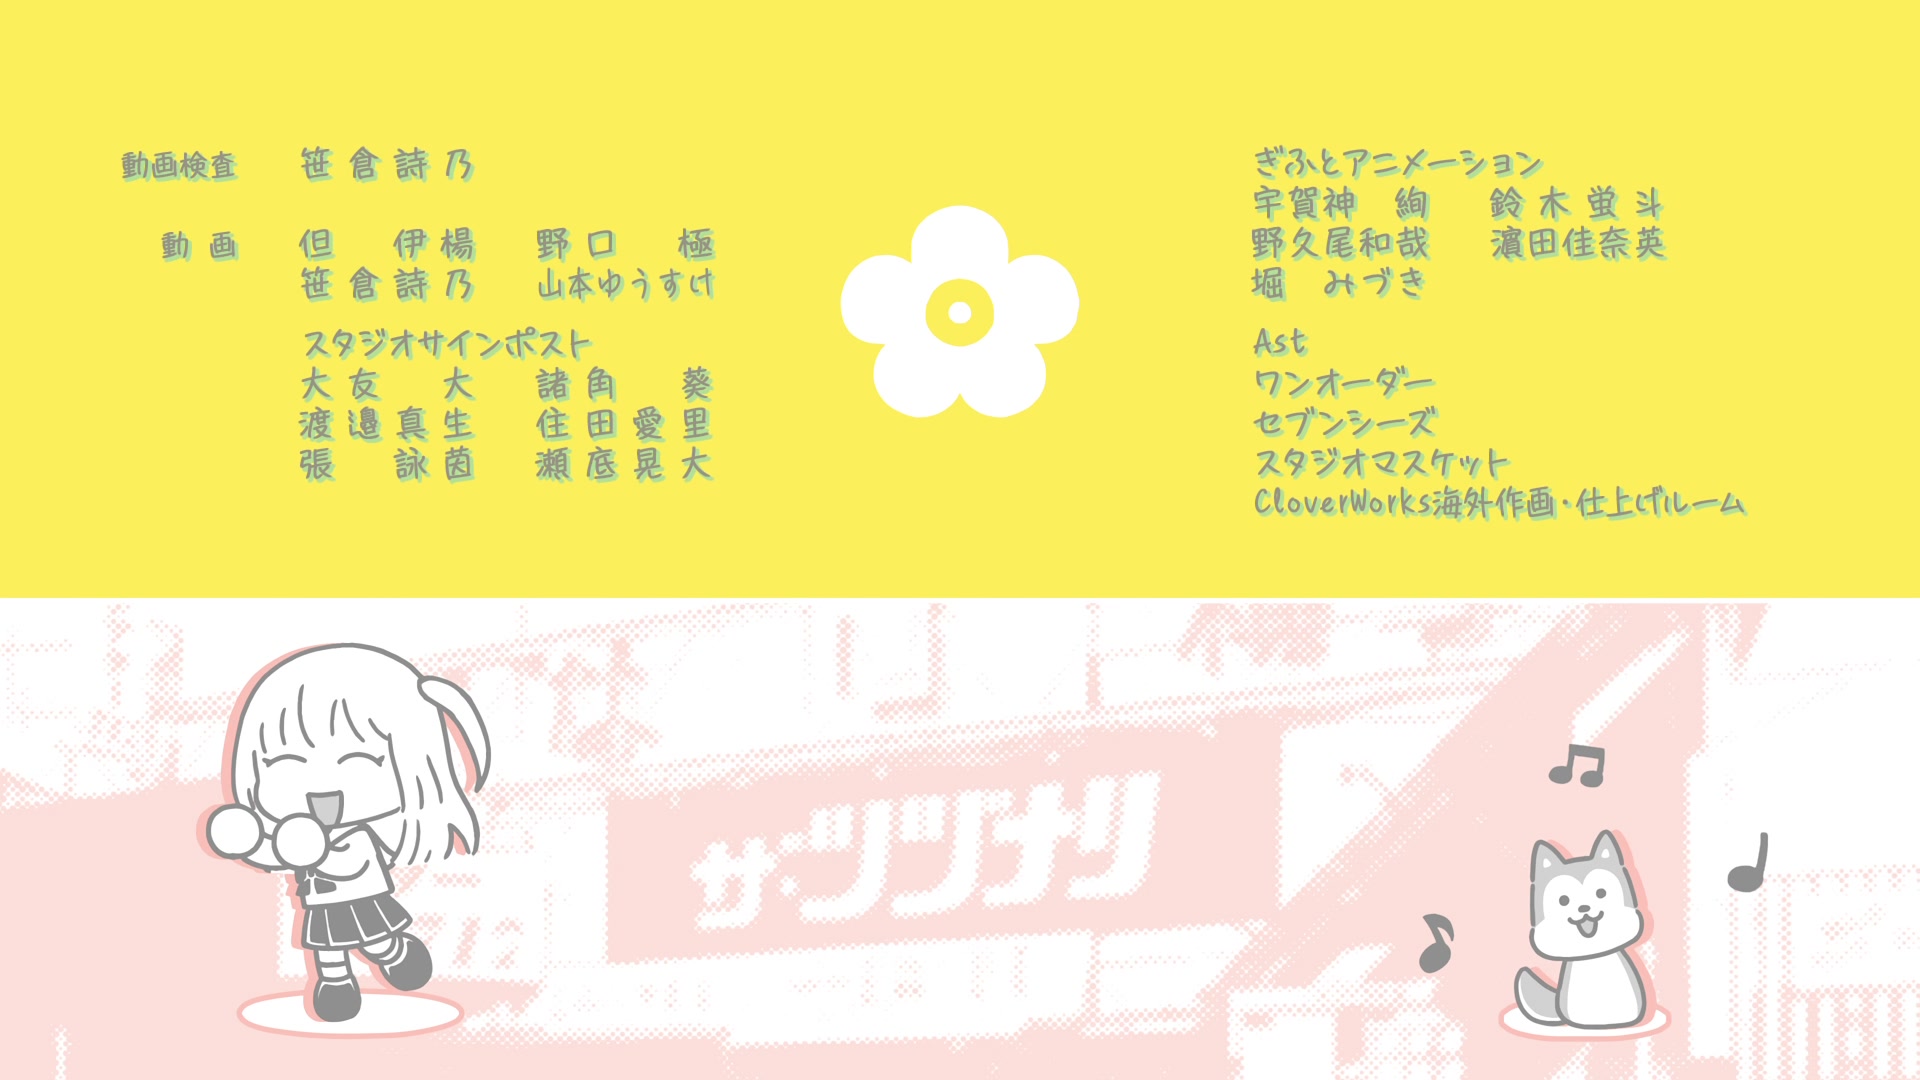 動画検査 笹倉詩乃
動画 但 伊楊 野口 極
笹倉詩乃 山本ゆうすけ
スタジオサインポスト
大友 大 諸角 葵
渡邉真生 住田愛里
張 詠茵 瀬底晃大
ぎふとアニメーション
宇賀神 絢 鈴木蛍斗
野久尾和哉 濵田佳奈英
堀 みづき
Ast
ワンオーダー
セブンシーズ
スタジオマスケット
CloverWorks海外作画・仕上げルーム
サ・ツヅナリ